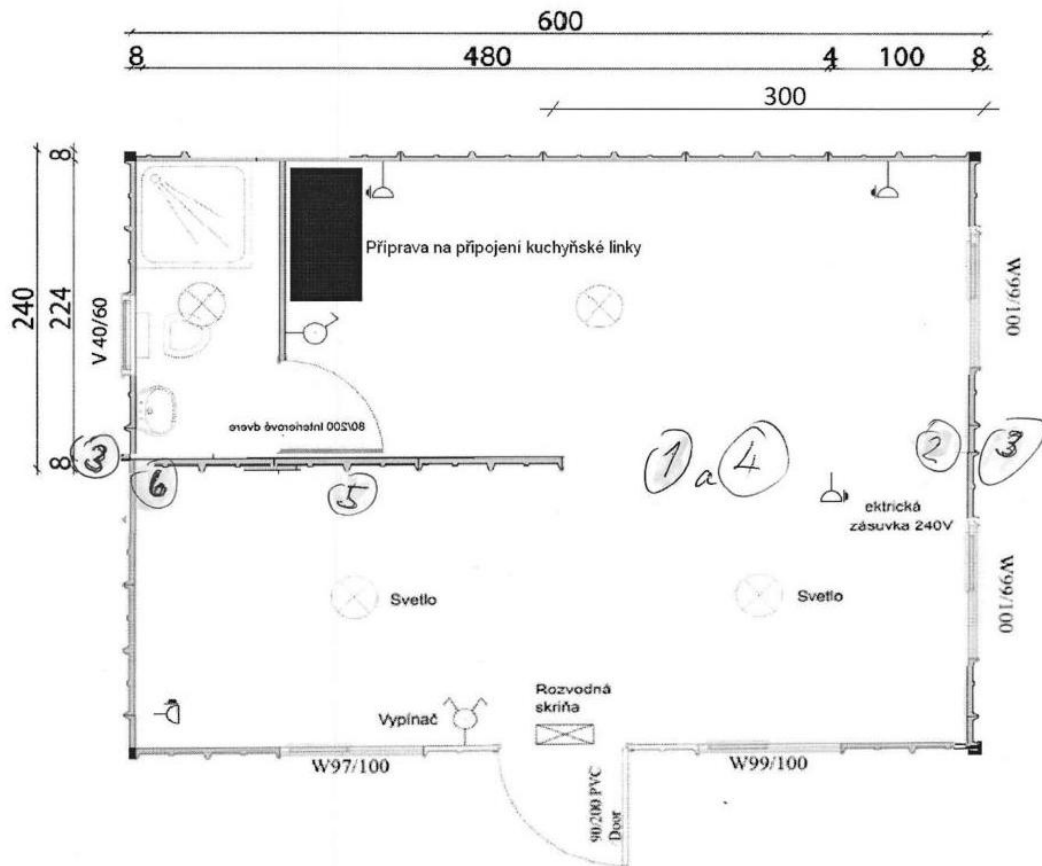 600
8 480 4 100 8
300
8
240
224
8
Příprava na připojení kuchyňské linky
V 40/60
W99/100
80/200 Interierové dvere
3
6
5
1 a 4
2
3
ektrická
zásuvka 240V
Svetlo
Svetlo
W99/100
Rozvodná
skriňa
Vypínač
W97/100
W99/100
90/200 PVC
Door